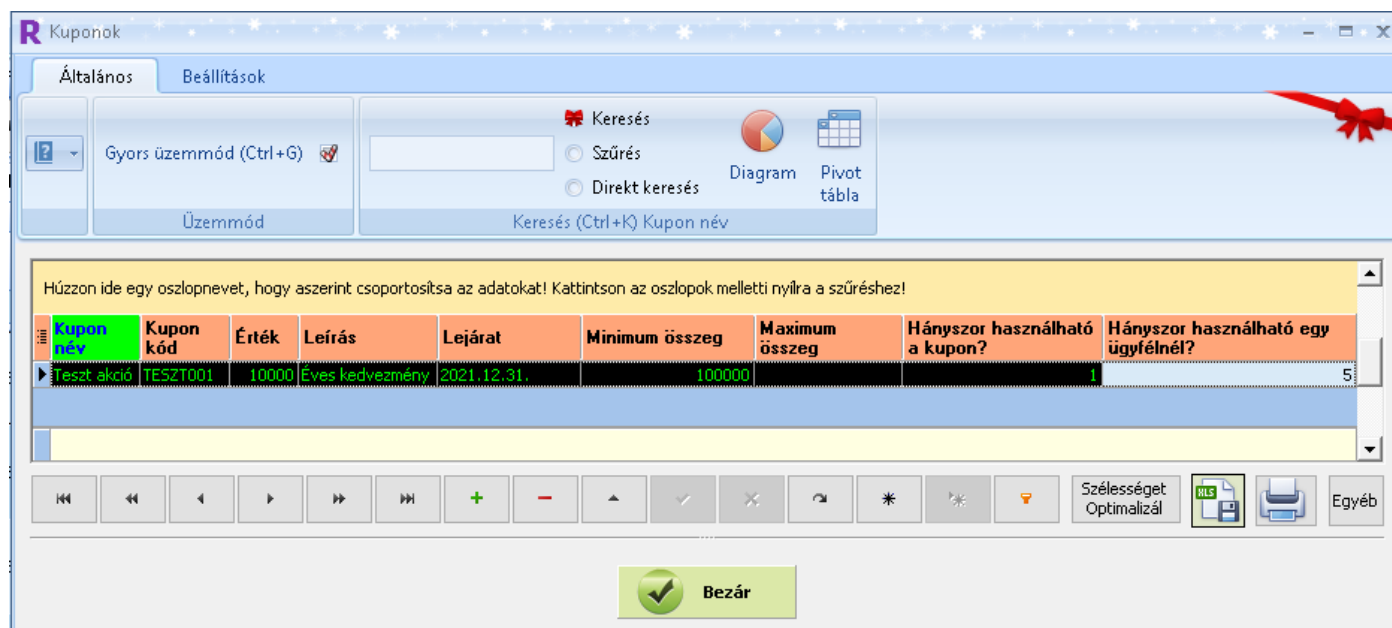 R Kuponok
Általános Beállítások
Gyors üzemmód (Ctrl+G)
Üzemmód
Keresés
Szűrés
Direkt keresés
Diagram
Pivot
tábla
Keresés (Ctrl+K) Kupon név
Húzzon ide egy oszlopnevet, hogy aszerint csoportosítsa az adatokat! Kattintson az oszlopok melletti nyílra a szűréshez!
Kupon név Kupon kód Érték Leírás Lejárat Minimum összeg Maximum összeg Hányszor használható a kupon? Hányszor használható egy ügyfélnél?
Teszt akció TESZT001 10000 Éves kedvezmény 2021.12.31. 100000 1 5
Szélességet
Optimalizál
XLS
Egyéb
Bezár